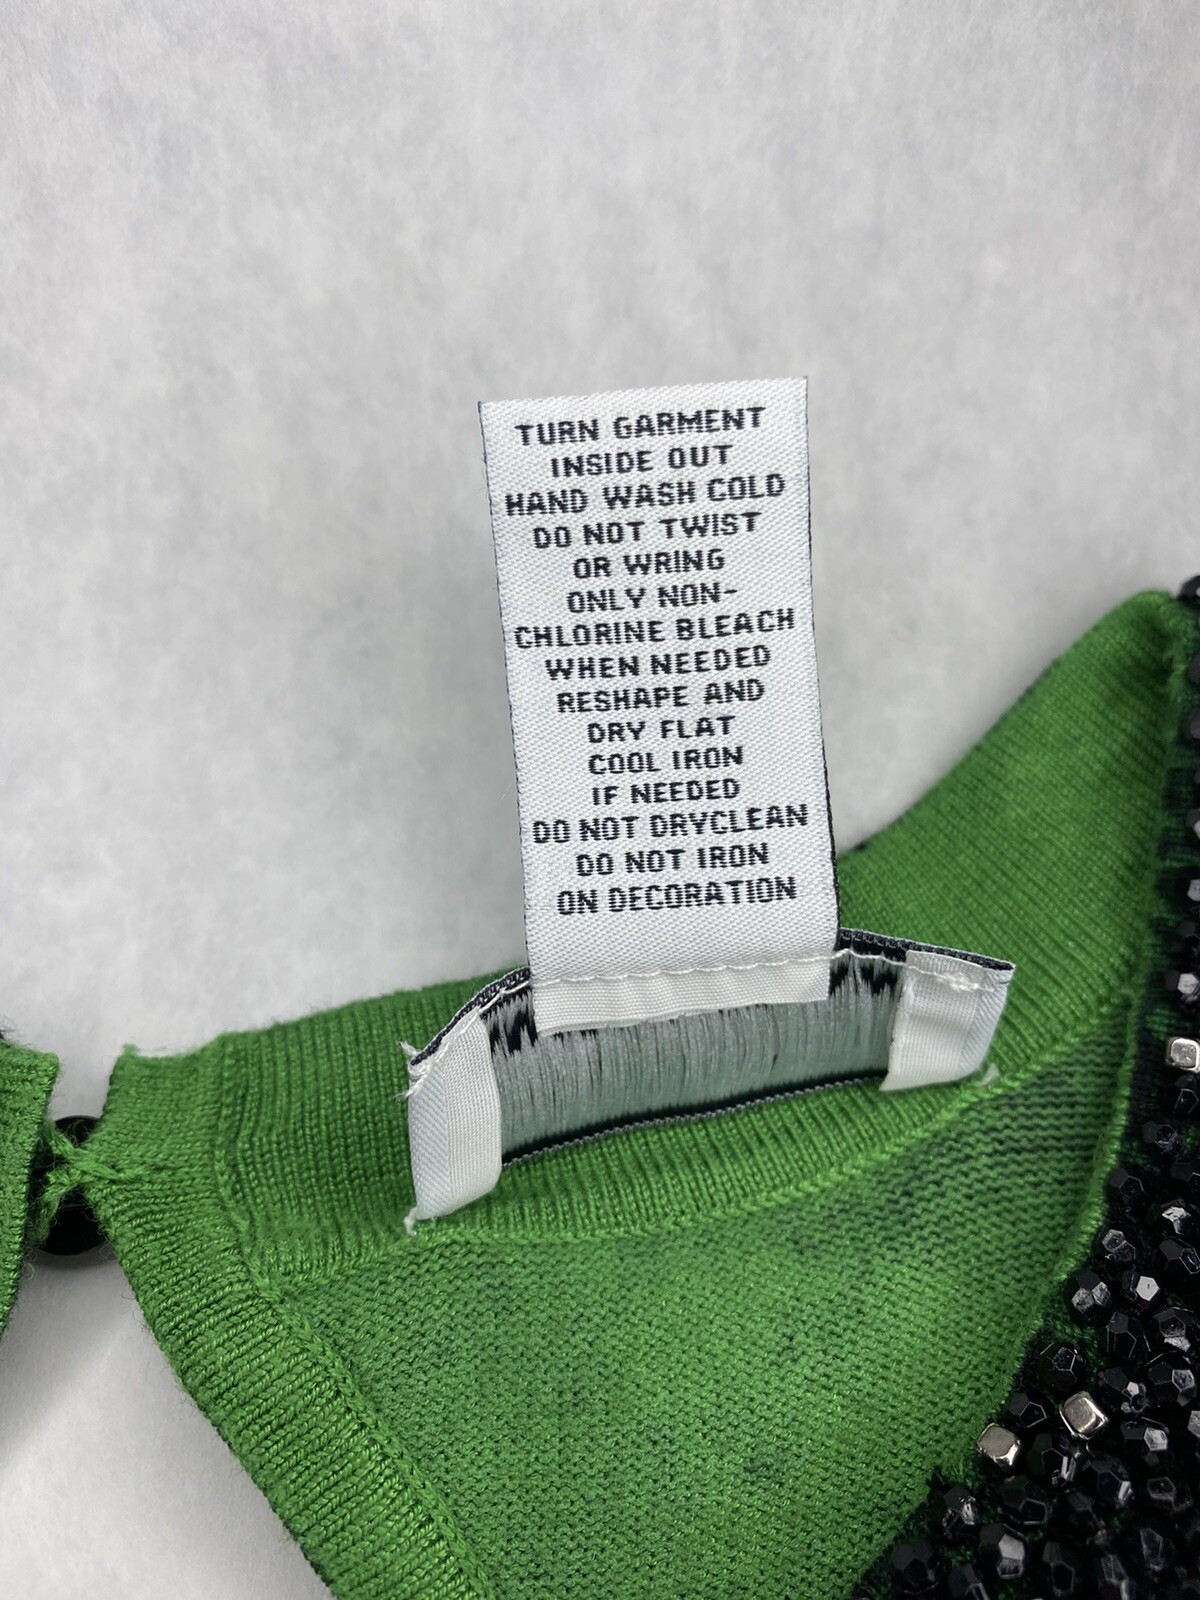 TURN GARMENT
INSIDE OUT
HAND WASH COLD
DO NOT TWIST
OR WRING
ONLY NON-
CHLORINE BLEACH
WHEN NEEDED
RESHAPE AND
DRY FLAT
COOL IRON
IF NEEDED
DO NOT DRYCLEAN
DO NOT IRON
ON DECORATION